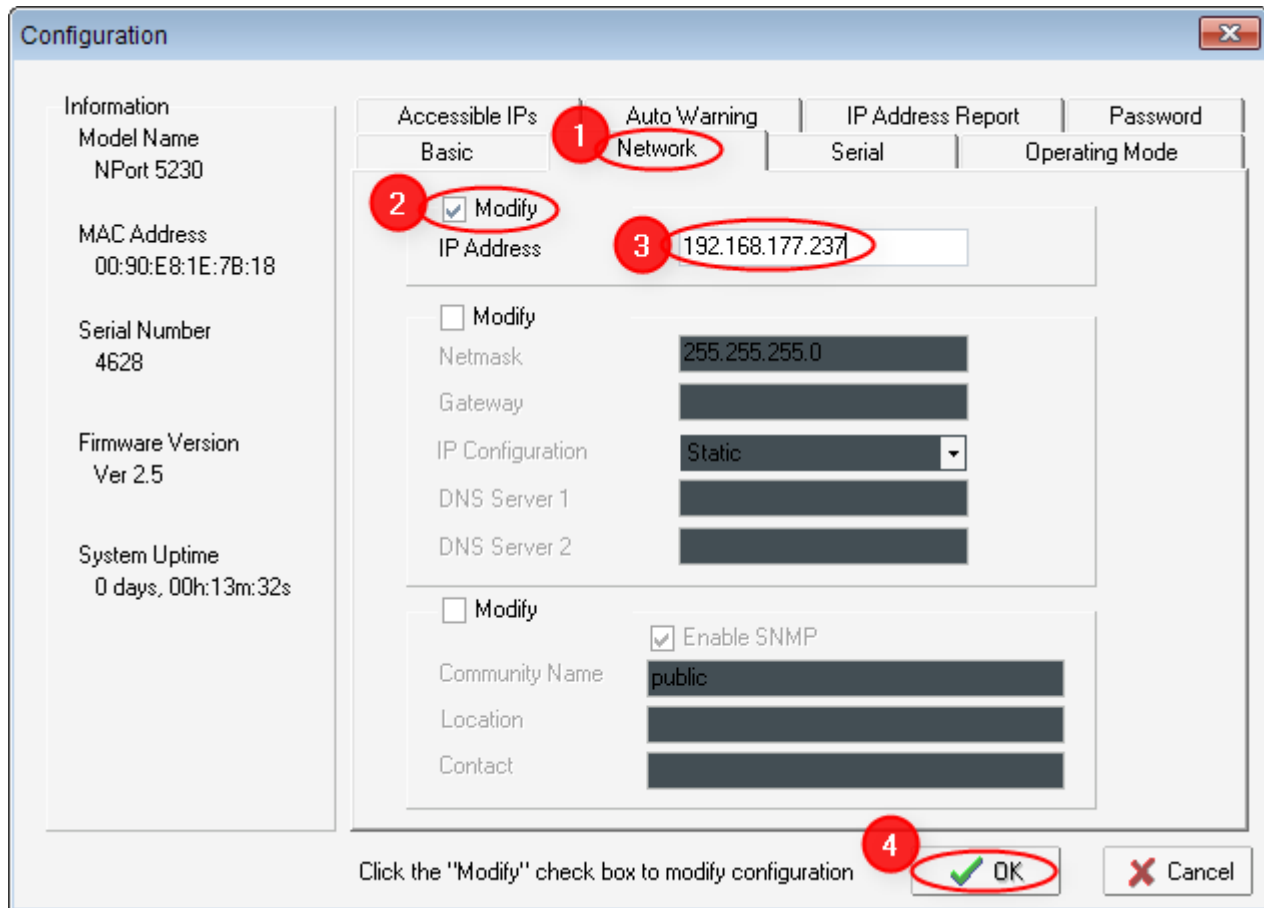 Configuration
Information
Model Name
NPort 5230
MAC Address
00:90:E8:1E:7B:18
Serial Number
4628
Firmware Version
Ver 2.5
System Uptime
0 days, 00h:13m:32s
Accessible IPs Auto Warning IP Address Report Password
Basic 1 Network Serial Operating Mode
2 Modify
IP Address 3 192.168.177.237
Modify
Netmask 255.255.255.0
Gateway
IP Configuration Static
DNS Server 1
DNS Server 2
Modify
Enable SNMP
Community Name public
Location
Contact
Click the "Modify" check box to modify configuration 4 OK Cancel